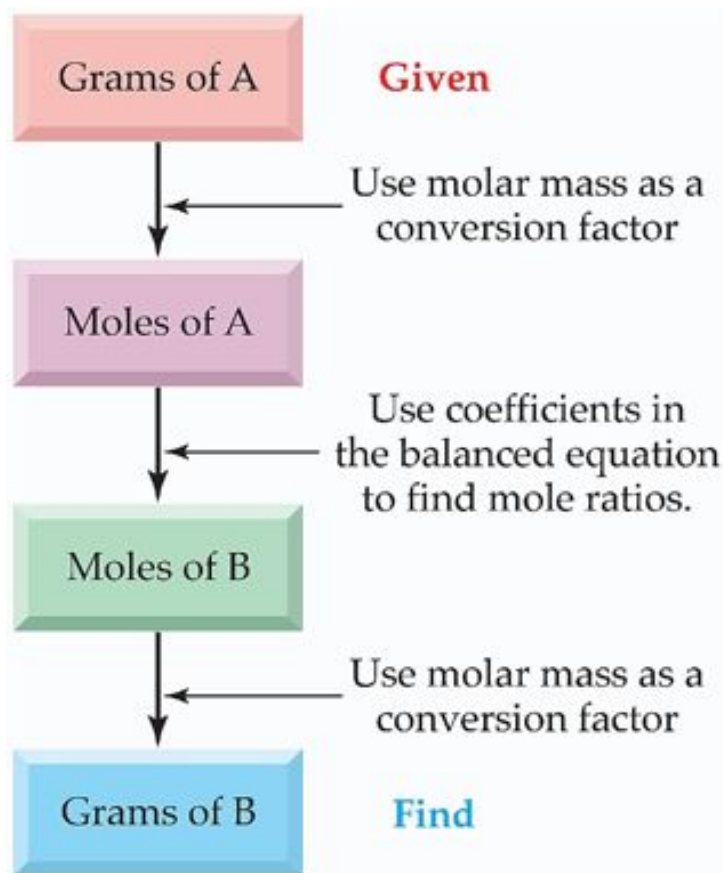 Grams of A
Given
Use molar mass as a
conversion factor
Moles of A
Use coefficients in
the balanced equation
to find mole ratios.
Moles of B
Use molar mass as a
conversion factor
Grams of B
Find